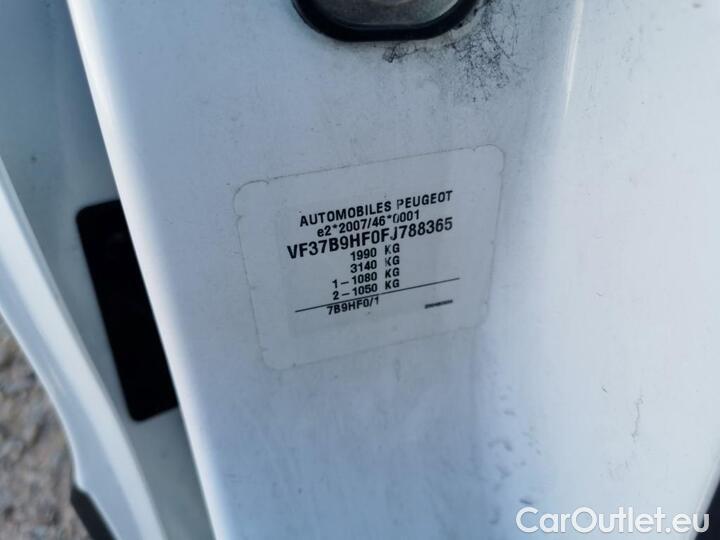 AUTOMOBILES PEUGEOT
e2*2007/46*0001
VF37B9HF0FJ788365
1990 KG
3140 KG
1-1080 KG
2-1050 KG
7B9HF0/1
CarOutlet.eu